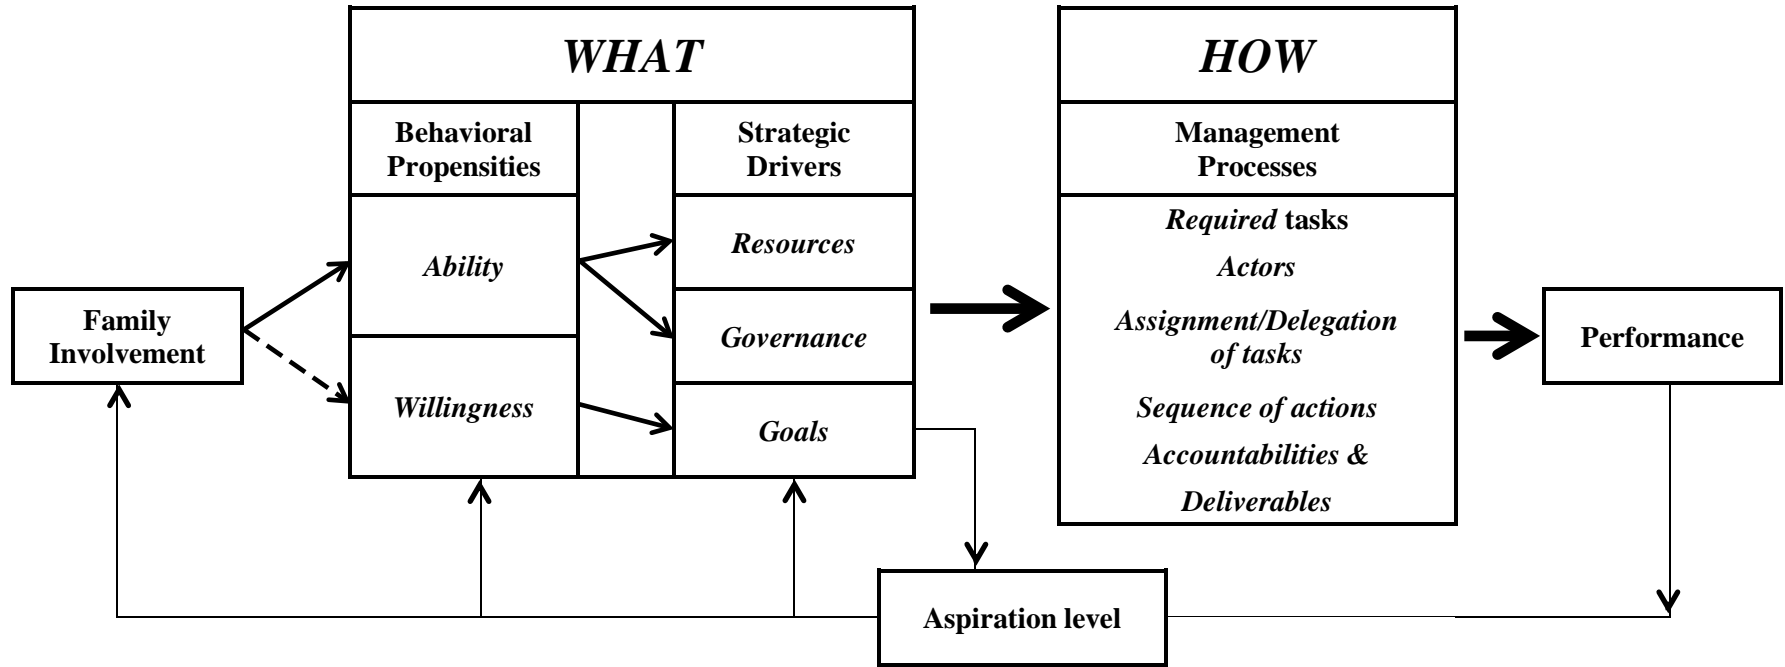 WHAT
HOW
Behavioral
Propensities
Strategic
Drivers
Management
Processes
Ability
Willingness
Resources
Governance
Goals
Required tasks
Actors
Assignment/Delegation
of tasks
Sequence of actions
Accountabilities &
Deliverables
Family
Involvement
Performance
Aspiration level